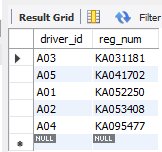 Result Grid Filter
driver_id reg_num
A03 KA031181
A05 KA041702
A01 KA052250
A02 KA053408
A04 KA095477
NULL NULL